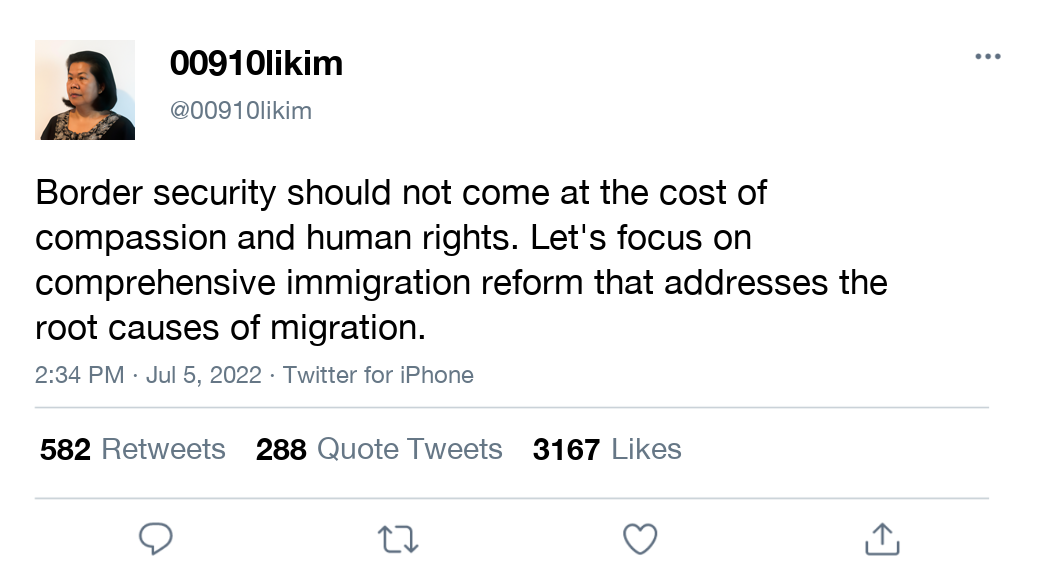 00910likim
@00910likim
Border security should not come at the cost of
compassion and human rights. Let's focus on
comprehensive immigration reform that addresses the
root causes of migration.
2:34 PM · Jul 5, 2022 · Twitter for iPhone
582 Retweets 288 Quote Tweets 3167 Likes